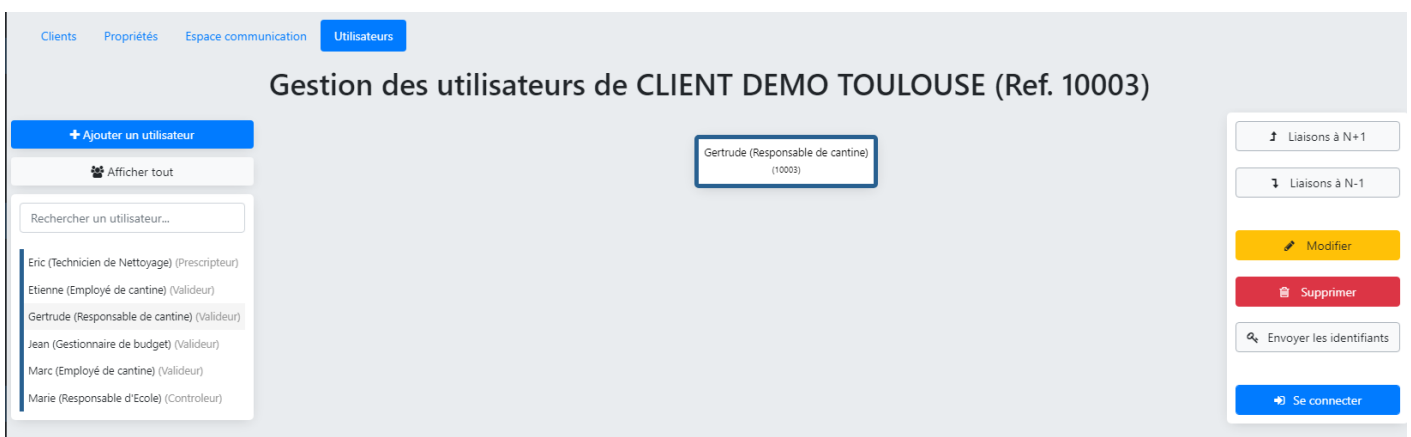 Clients Propriétés Espace communication Utilisateurs
Gestion des utilisateurs de CLIENT DEMO TOULOUSE (Ref. 10003)
Ajouter un utilisateur
Afficher tout
Rechercher un utilisateur...
Eric (Technicien de Nettoyage) (Prescripteur)
Etienne (Employé de cantine) (Valideur)
Gertrude (Responsable de cantine) (Valideur)
Jean (Gestionnaire de budget) (Valideur)
Marc (Employé de cantine) (Valideur)
Marie (Responsable d'Ecole) (Controleur)
Gertrude (Responsable de cantine)
(10003)
Liaisons à N+1
Liaisons à N-1
Modifier
Supprimer
Envoyer les identifiants
Se connecter